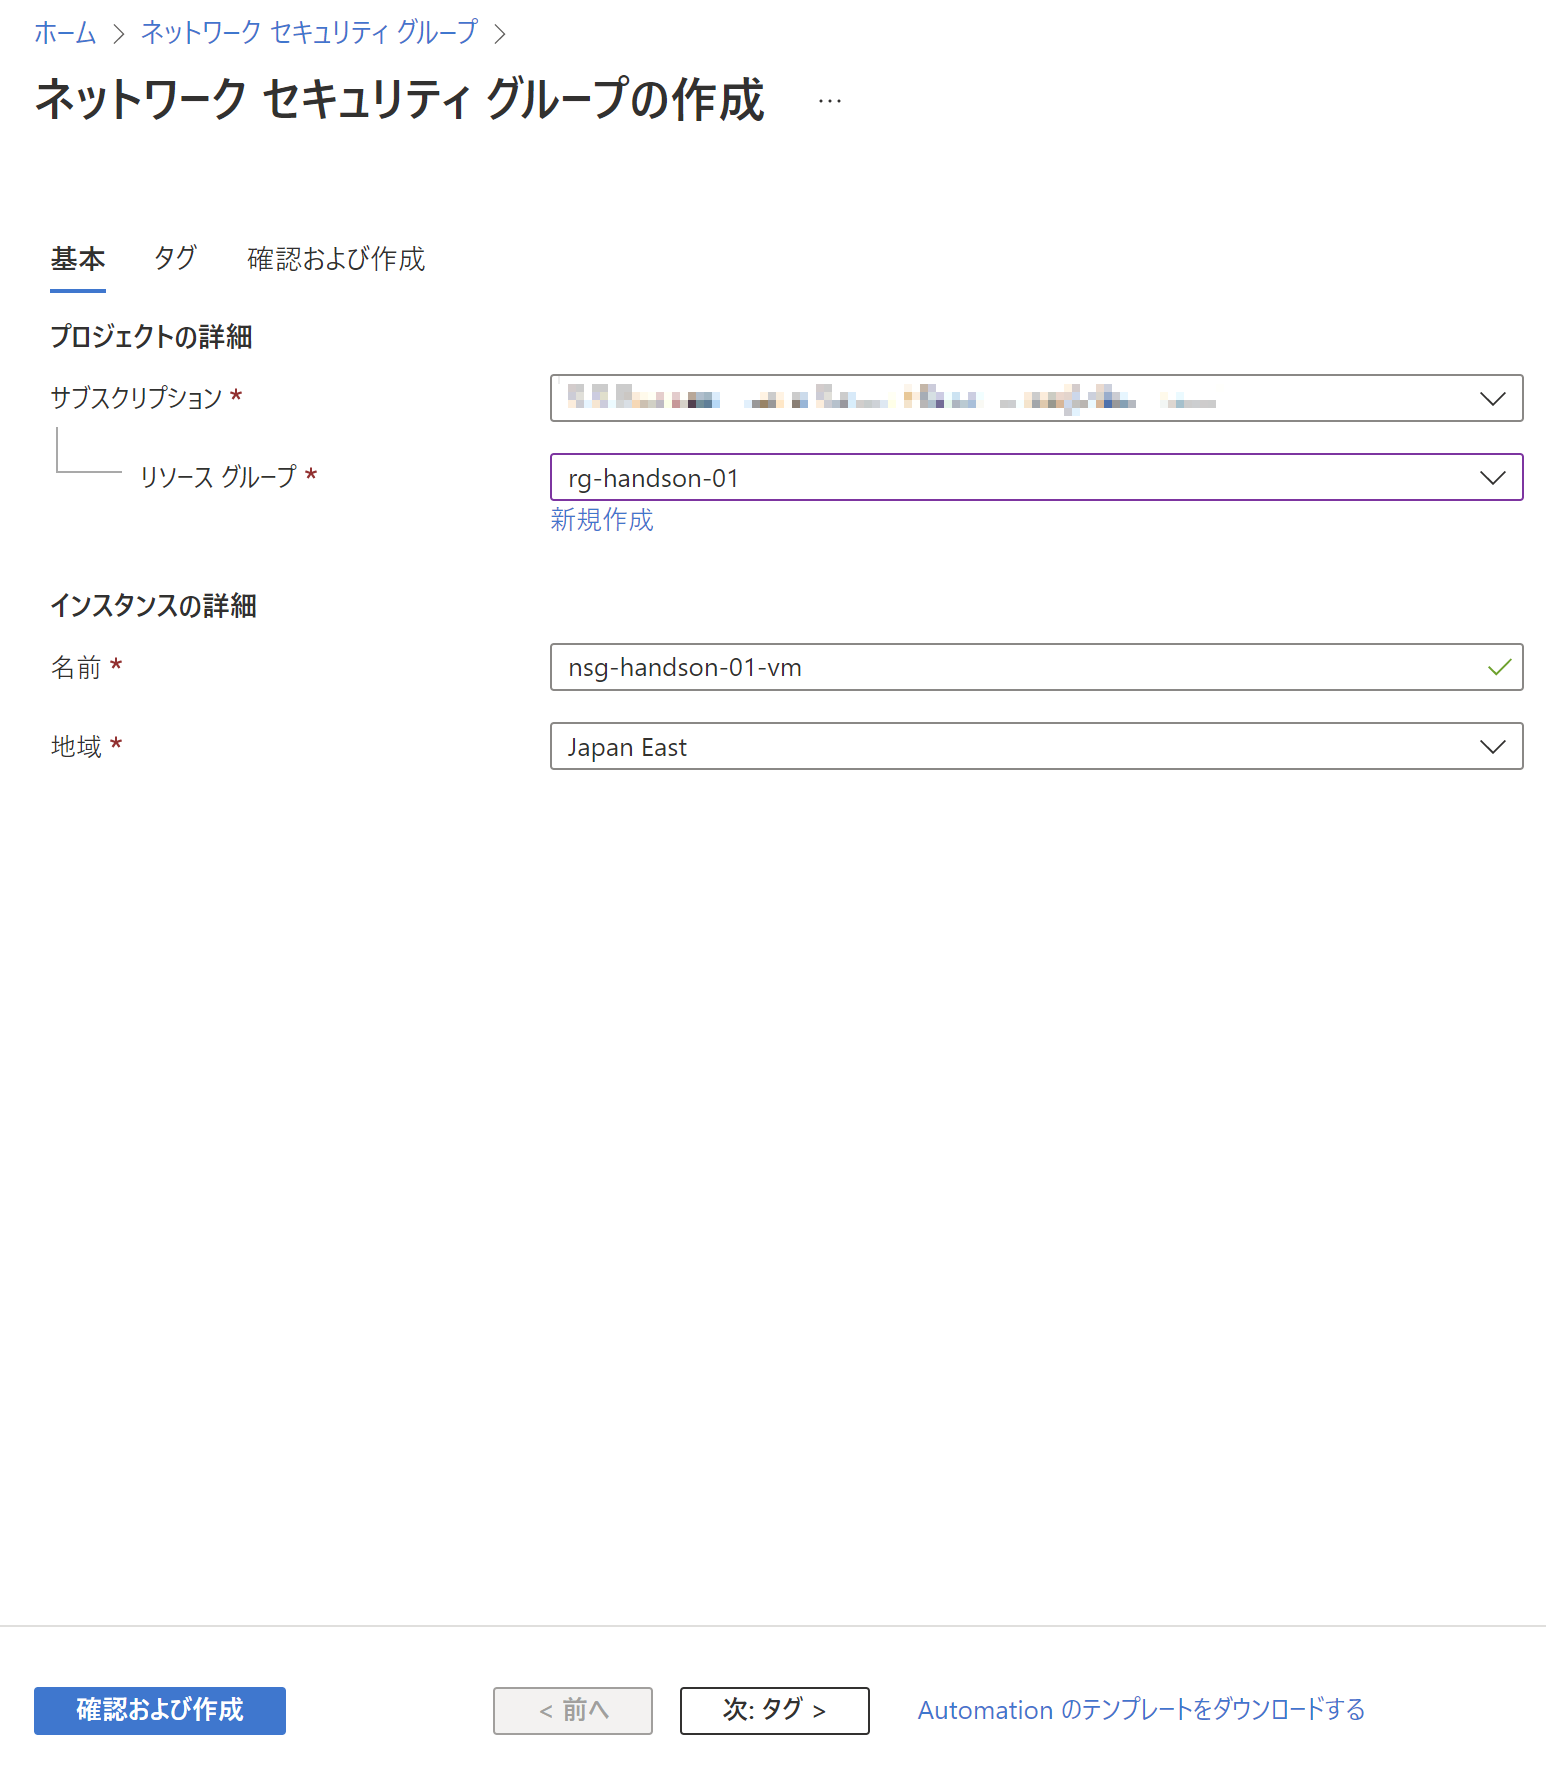 ホーム > ネットワーク セキュリティ グループ >
ネットワーク セキュリティ グループの作成 …
基本 タグ 確認および作成
プロジェクトの詳細
サブスクリプション *
リソース グループ * rg-handson-01
新規作成
インスタンスの詳細
名前 * nsg-handson-01-vm
地域 * Japan East
確認および作成 < 前へ 次: タグ > Automation のテンプレートをダウンロードする